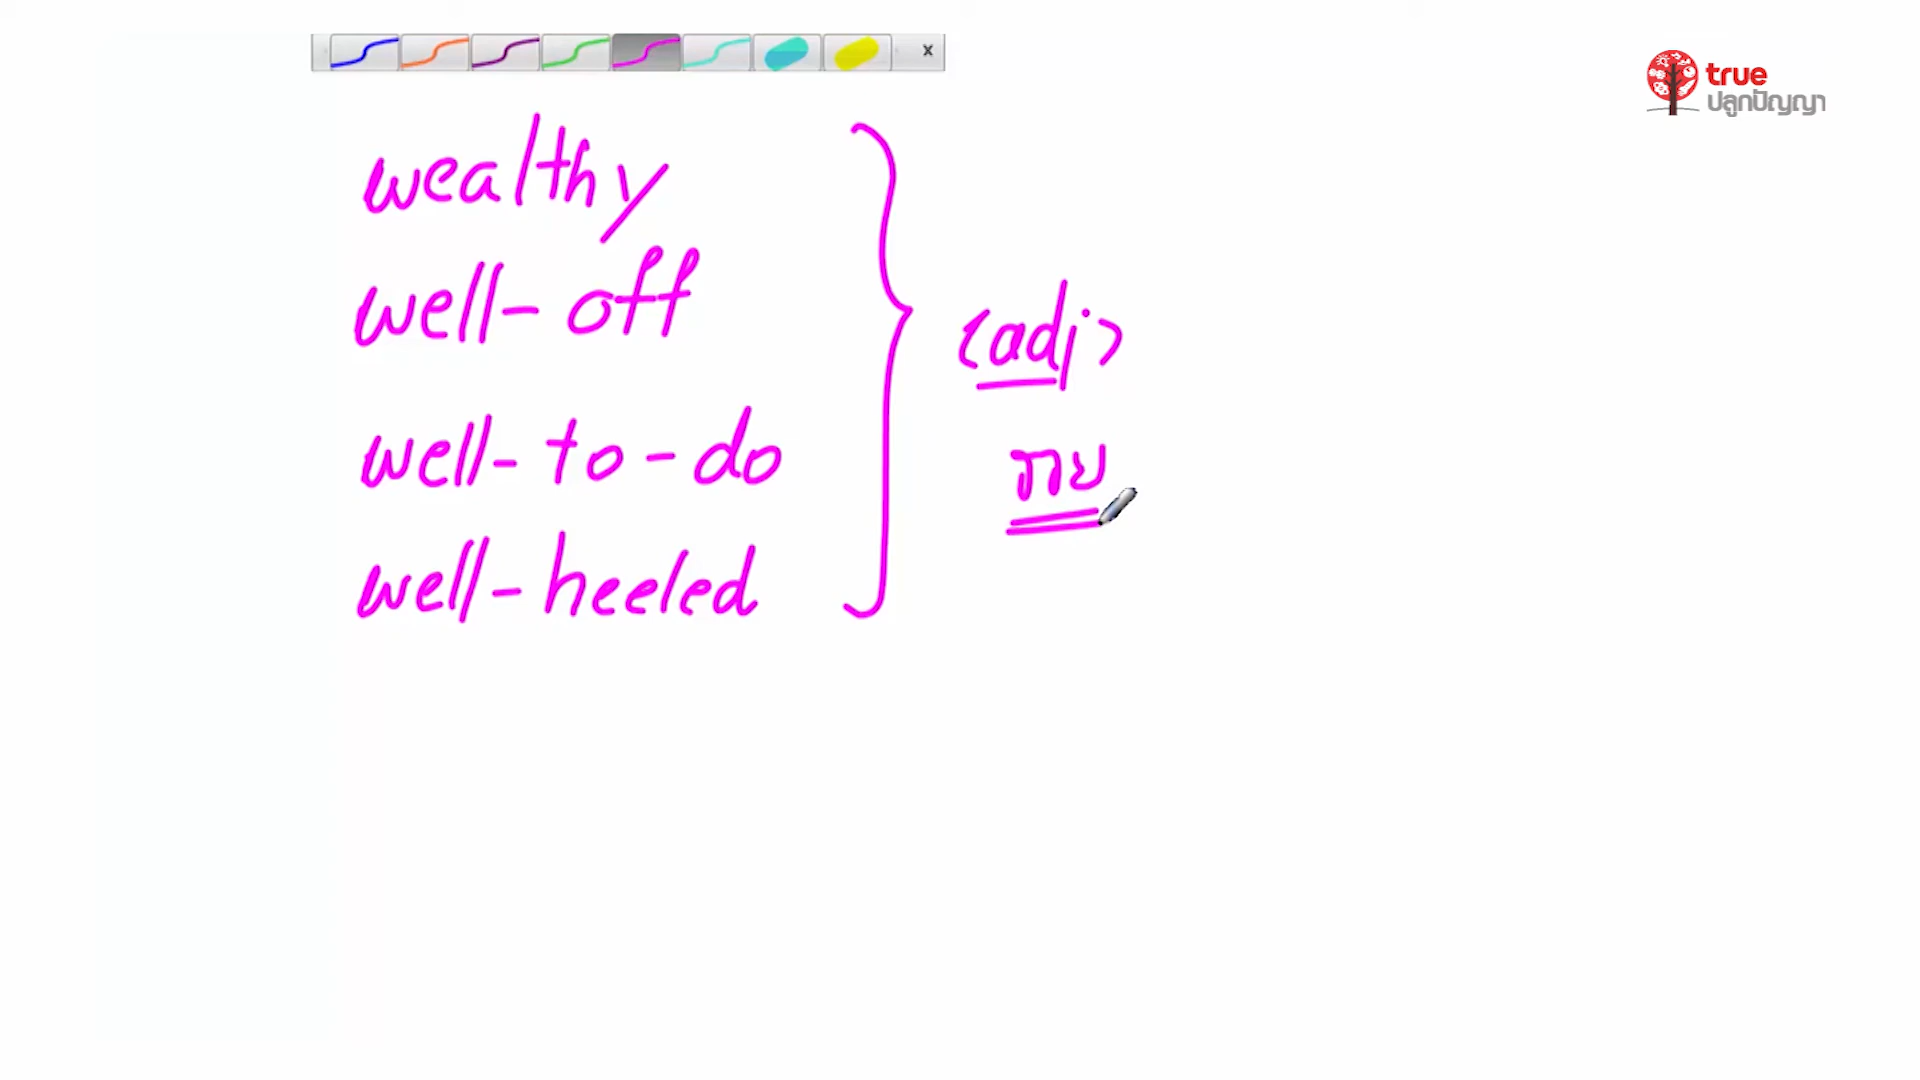 true
ปลูกปัญญา
wealthy
well-off
well-to-do
well-heeled
(adj)
รวย